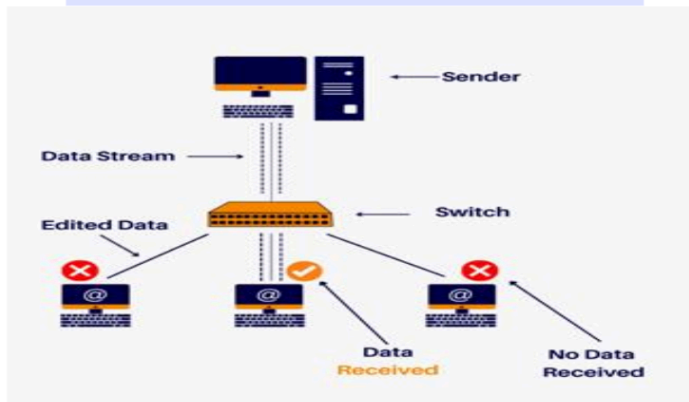 Sender
Data Stream
Switch
Edited Data
@
@
@
Data
Received
No Data
Received